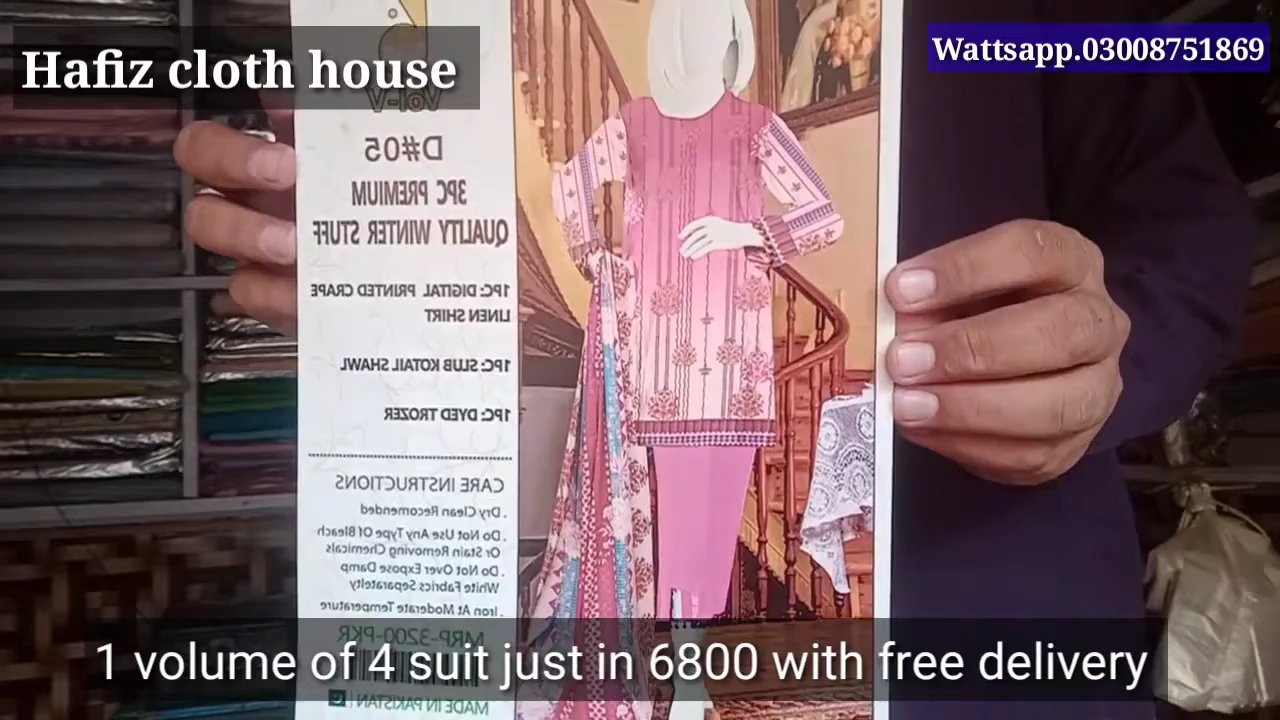 Hafiz cloth house
Wattsapp.03008751869
Vol-V
D#05
3PC PREMIUM
QUALITY WINTER STUFF
1PC: DIGITAL PRINTED CRAPE
LINEN SHIRT
1PC: SLUB KOTAIL SHAWL
1PC: DYED TROZER
CARE INSTRUCTIONS
. Dry Clean Recomended
. Do Not Use Any Type Of Bleach
Or Stain Removing Chemicals
. Do Not Over Expose Damp
White Fabrics Separatelty
. Iron At Moderate Temperature
MRP-3200-PKR
1 volume of 4 suit just in 6800 with free delivery
MADE IN PAKISTAN